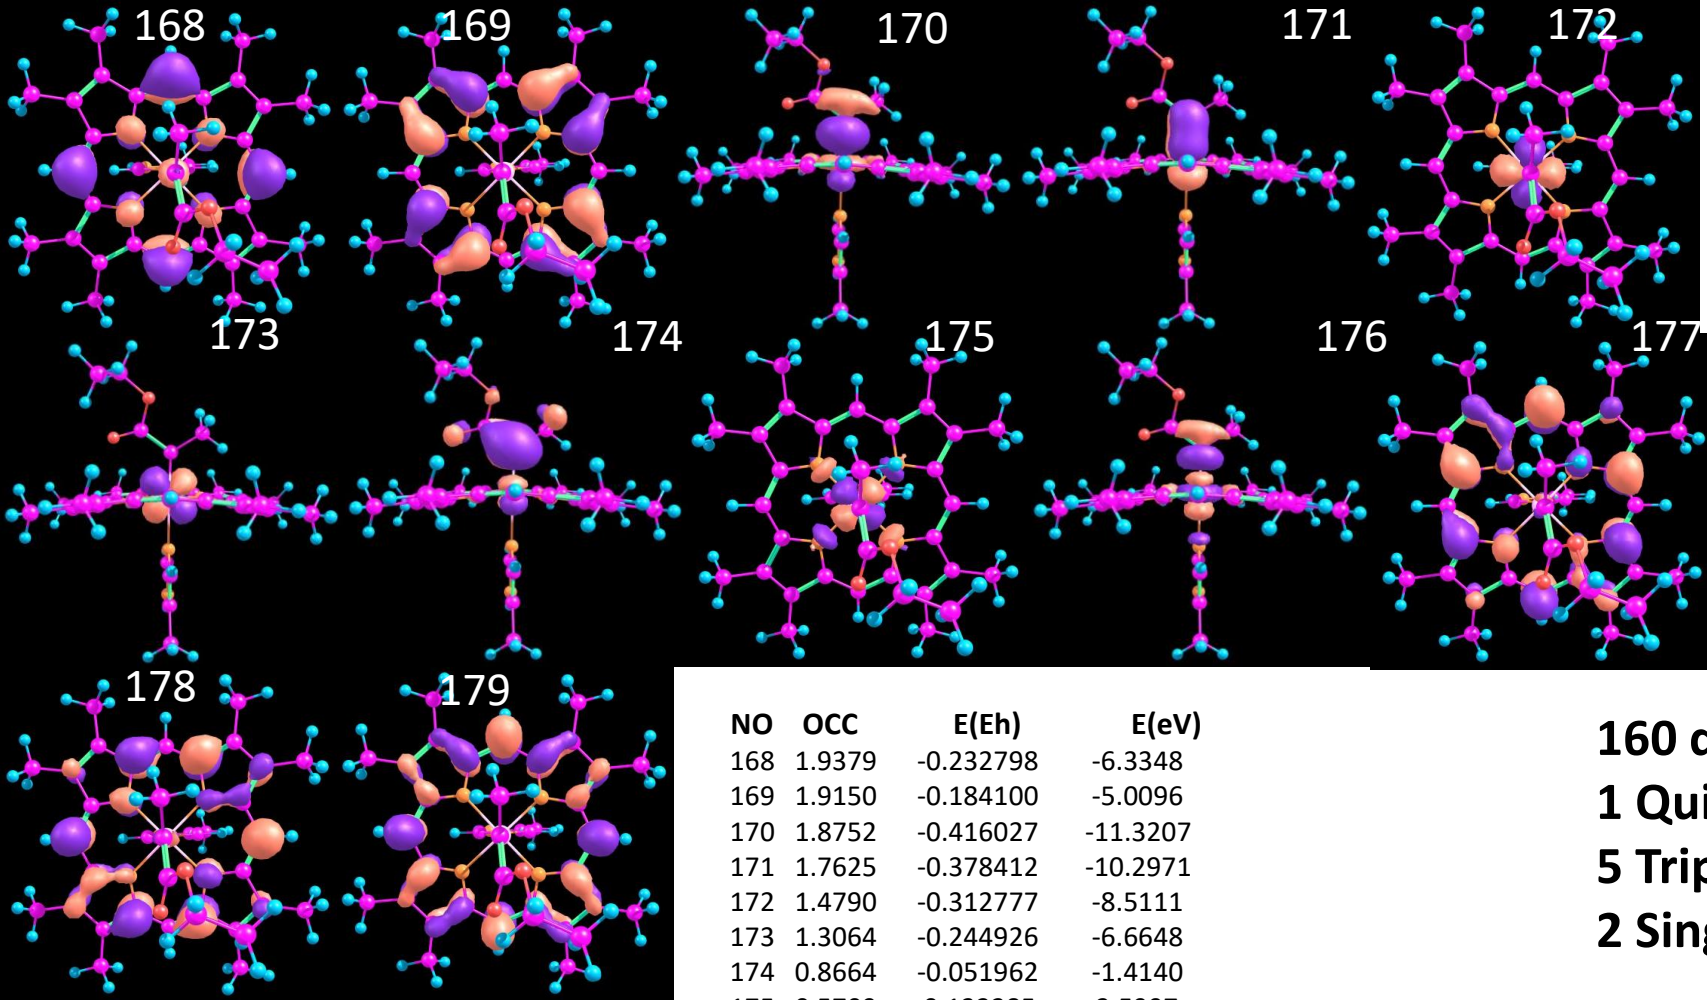 168 169 170 171 172
173 174 175 176 177
178 179
NO OCC E(Eh) E(eV)
168 1.9379 -0.232798 -6.3348
169 1.9150 -0.184100 -5.0096
170 1.8752 -0.416027 -11.3207
171 1.7625 -0.378412 -10.2971
172 1.4790 -0.312777 -8.5111
173 1.3064 -0.244926 -6.6648
174 0.8664 -0.051962 -1.4140
160
1
5
2